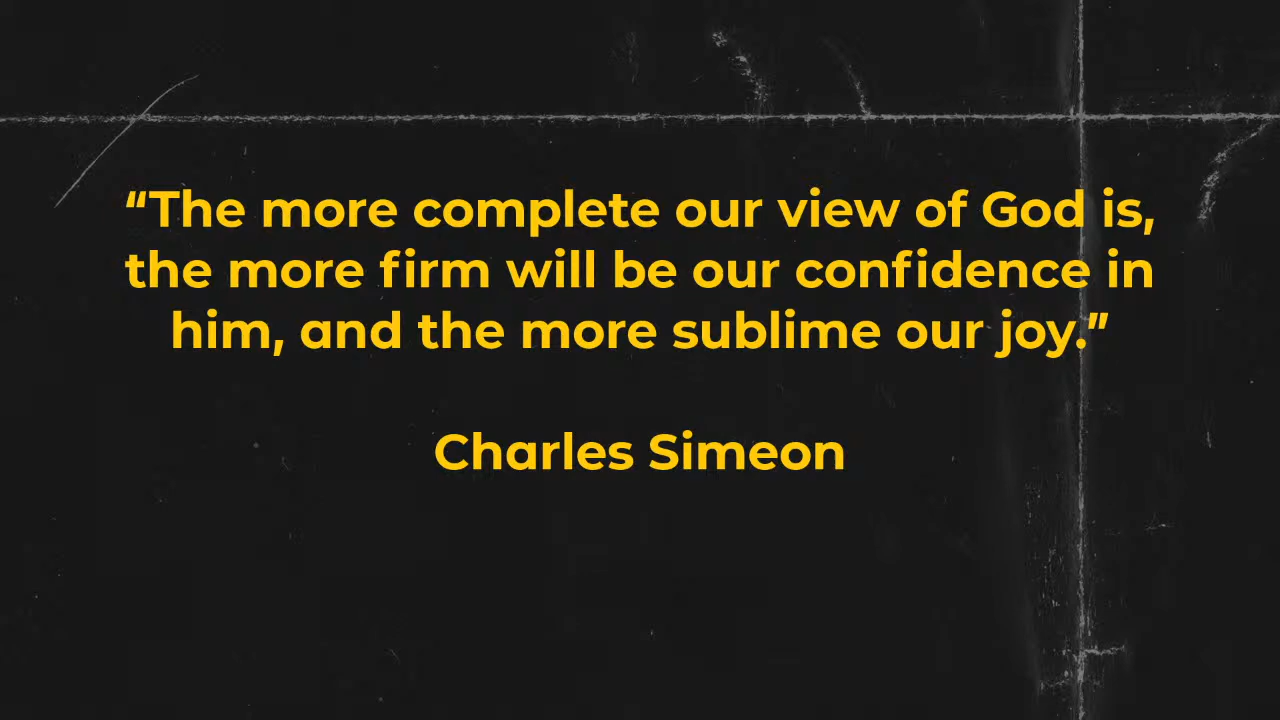 “The more complete our view of God is,
the more firm will be our confidence in
him, and the more sublime our joy.”
Charles Simeon